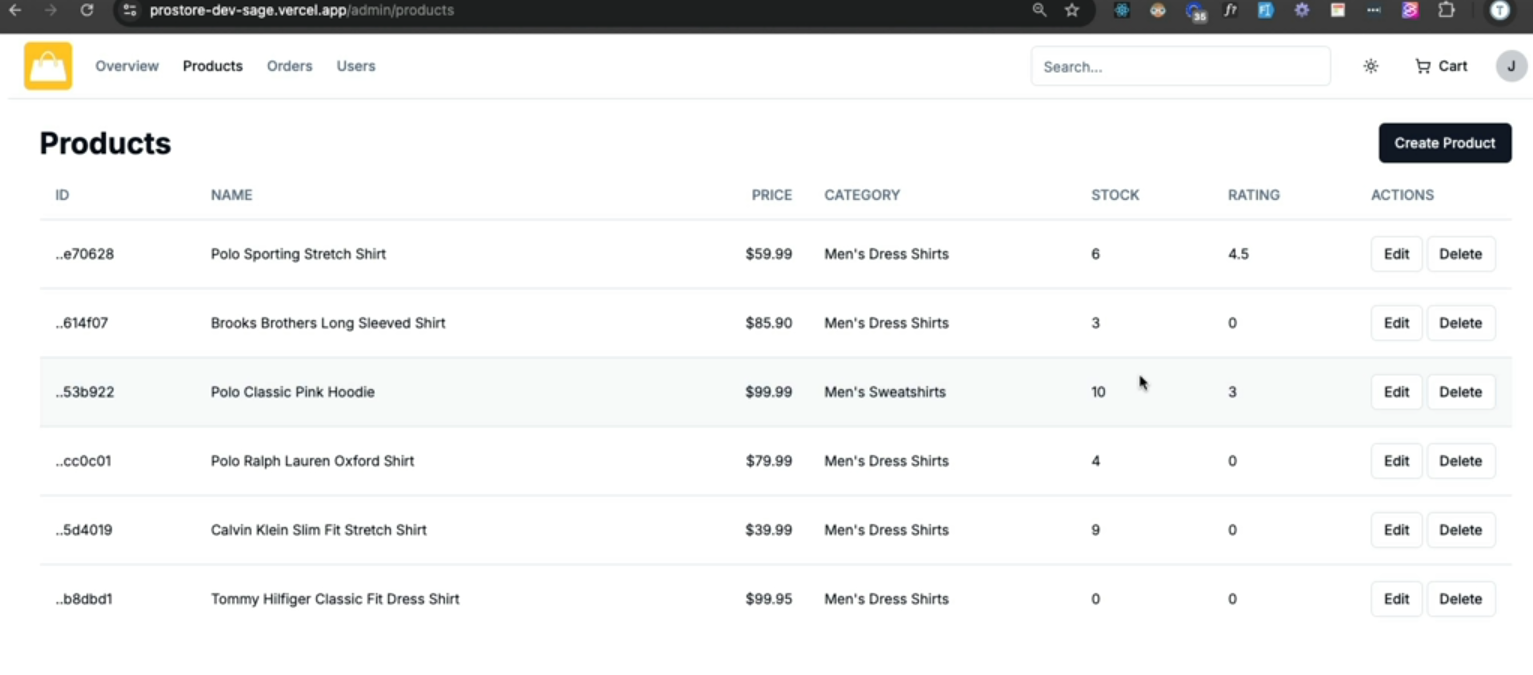 prostore-dev-sage.vercel.app/admin/products
35 f? FI T
Overview Products Orders Users Search... Cart J
Products Create Product
ID NAME PRICE CATEGORY STOCK RATING ACTIONS
..e70628 Polo Sporting Stretch Shirt $59.99 Men's Dress Shirts 6 4.5 Edit Delete
..614f07 Brooks Brothers Long Sleeved Shirt $85.90 Men's Dress Shirts 3 0 Edit Delete
..53b922 Polo Classic Pink Hoodie $99.99 Men's Sweatshirts 10 3 Edit Delete
..cc0c01 Polo Ralph Lauren Oxford Shirt $79.99 Men's Dress Shirts 4 0 Edit Delete
..5d4019 Calvin Klein Slim Fit Stretch Shirt $39.99 Men's Dress Shirts 9 0 Edit Delete
..b8dbd1 Tommy Hilfiger Classic Fit Dress Shirt $99.95 Men's Dress Shirts 0 0 Edit Delete